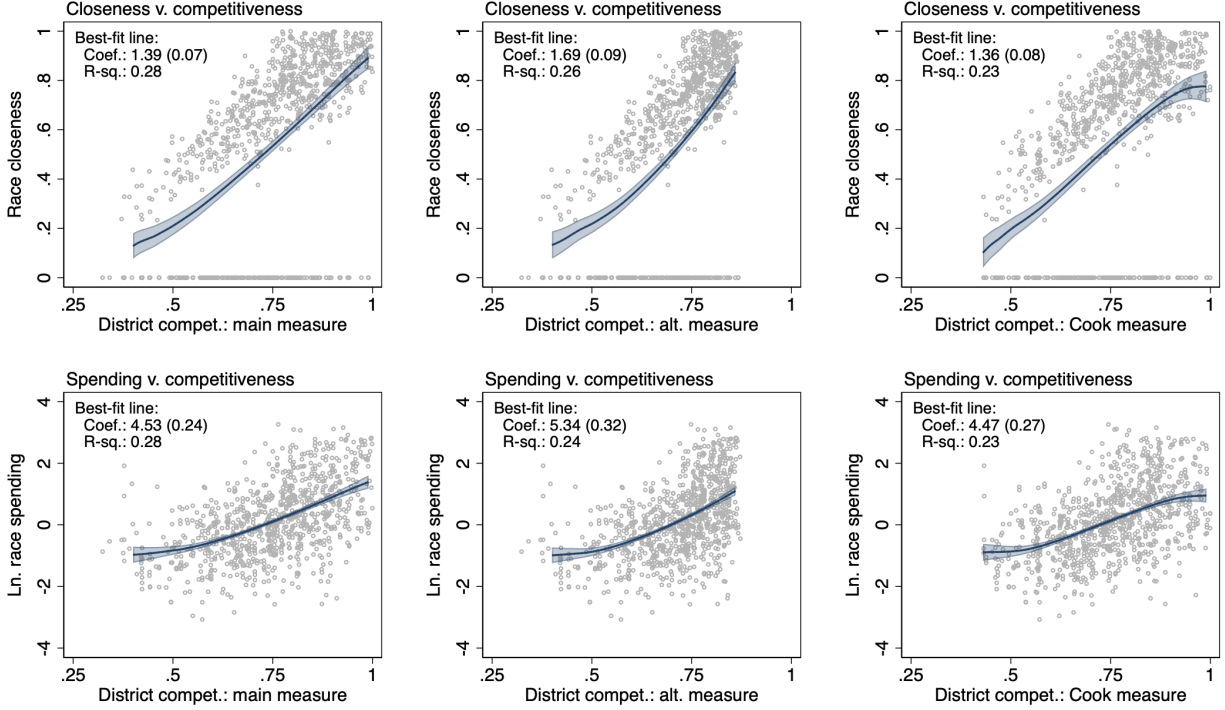 Closeness v. competitiveness
Best-fit line:
Coef.: 1.39 (0.07)
R-sq.: 0.28
Race closeness
1
.8
.6
.4
.2
0
.25 .5 .75 1
District compet.: main measure
Closeness v. competitiveness
Best-fit line:
Coef.: 1.69 (0.09)
R-sq.: 0.26
Race closeness
1
.8
.6
.4
.2
0
.25 .5 .75 1
District compet.: alt. measure
Closeness v. competitiveness
Best-fit line:
Coef.: 1.36 (0.08)
R-sq.: 0.23
Race closeness
1
.8
.6
.4
.2
0
.25 .5 .75 1
District compet.: Cook measure
Spending v. competitiveness
Best-fit line:
Coef.: 4.53 (0.24)
R-sq.: 0.28
Ln. race spending
4
2
0
-2
-4
.25 .5 .75 1
District compet.: main measure
Spending v. competitiveness
Best-fit line:
Coef.: 5.34 (0.32)
R-sq.: 0.24
Ln. race spending
4
2
0
-2
-4
.25 .5 .75 1
District compet.: alt. measure
Spending v. competitiveness
Best-fit line:
Coef.: 4.47 (0.27)
R-sq.: 0.23
Ln. race spending
4
2
0
-2
-4
.25 .5 .75 1
District compet.: Cook measure